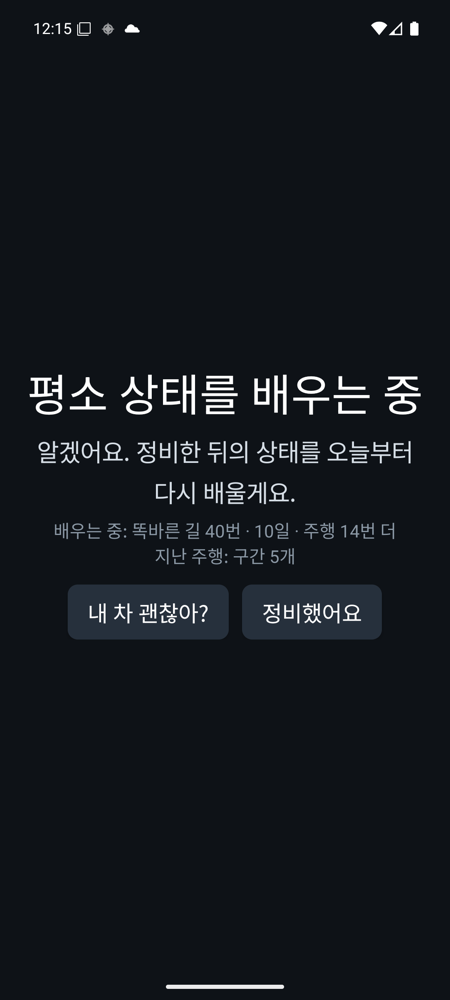 12:15
평소 상태를 배우는 중
알겠어요. 정비한 뒤의 상태를 오늘부터
다시 배울게요.
배우는 중: 똑바른 길 40번 · 10일 · 주행 14번 더
지난 주행: 구간 5개
내 차 괜찮아?
정비했어요